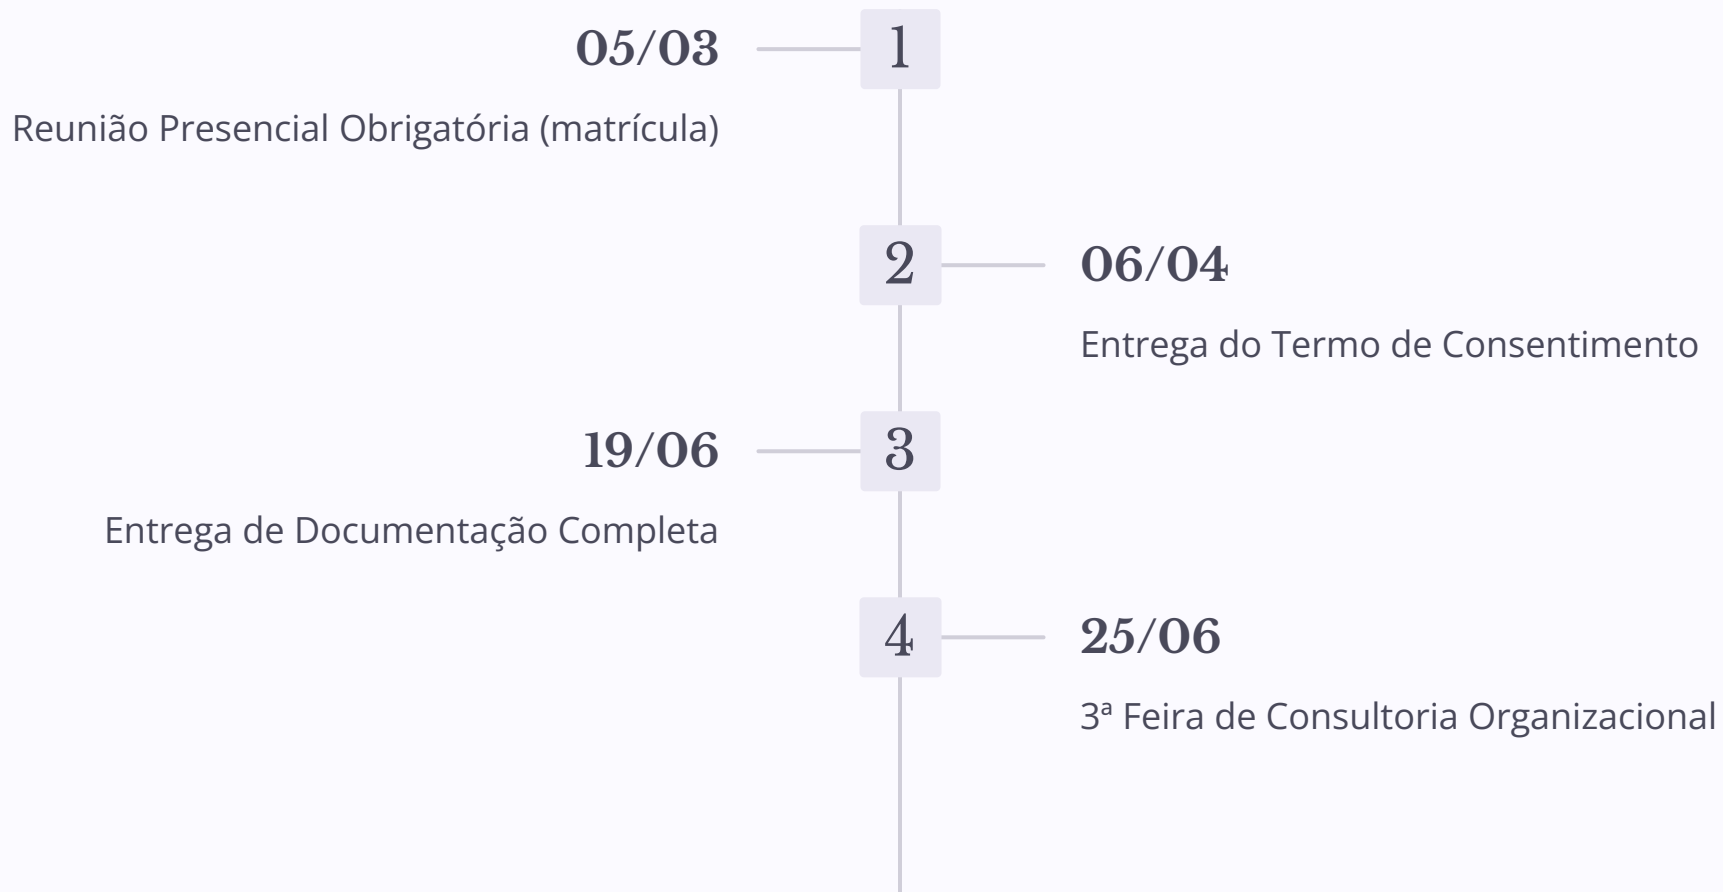 05/03
1
Reunião Presencial Obrigatória (matrícula)
2
06/04
Entrega do Termo de Consentimento
19/06
3
Entrega de Documentação Completa
4
25/06
3ª Feira de Consultoria Organizacional